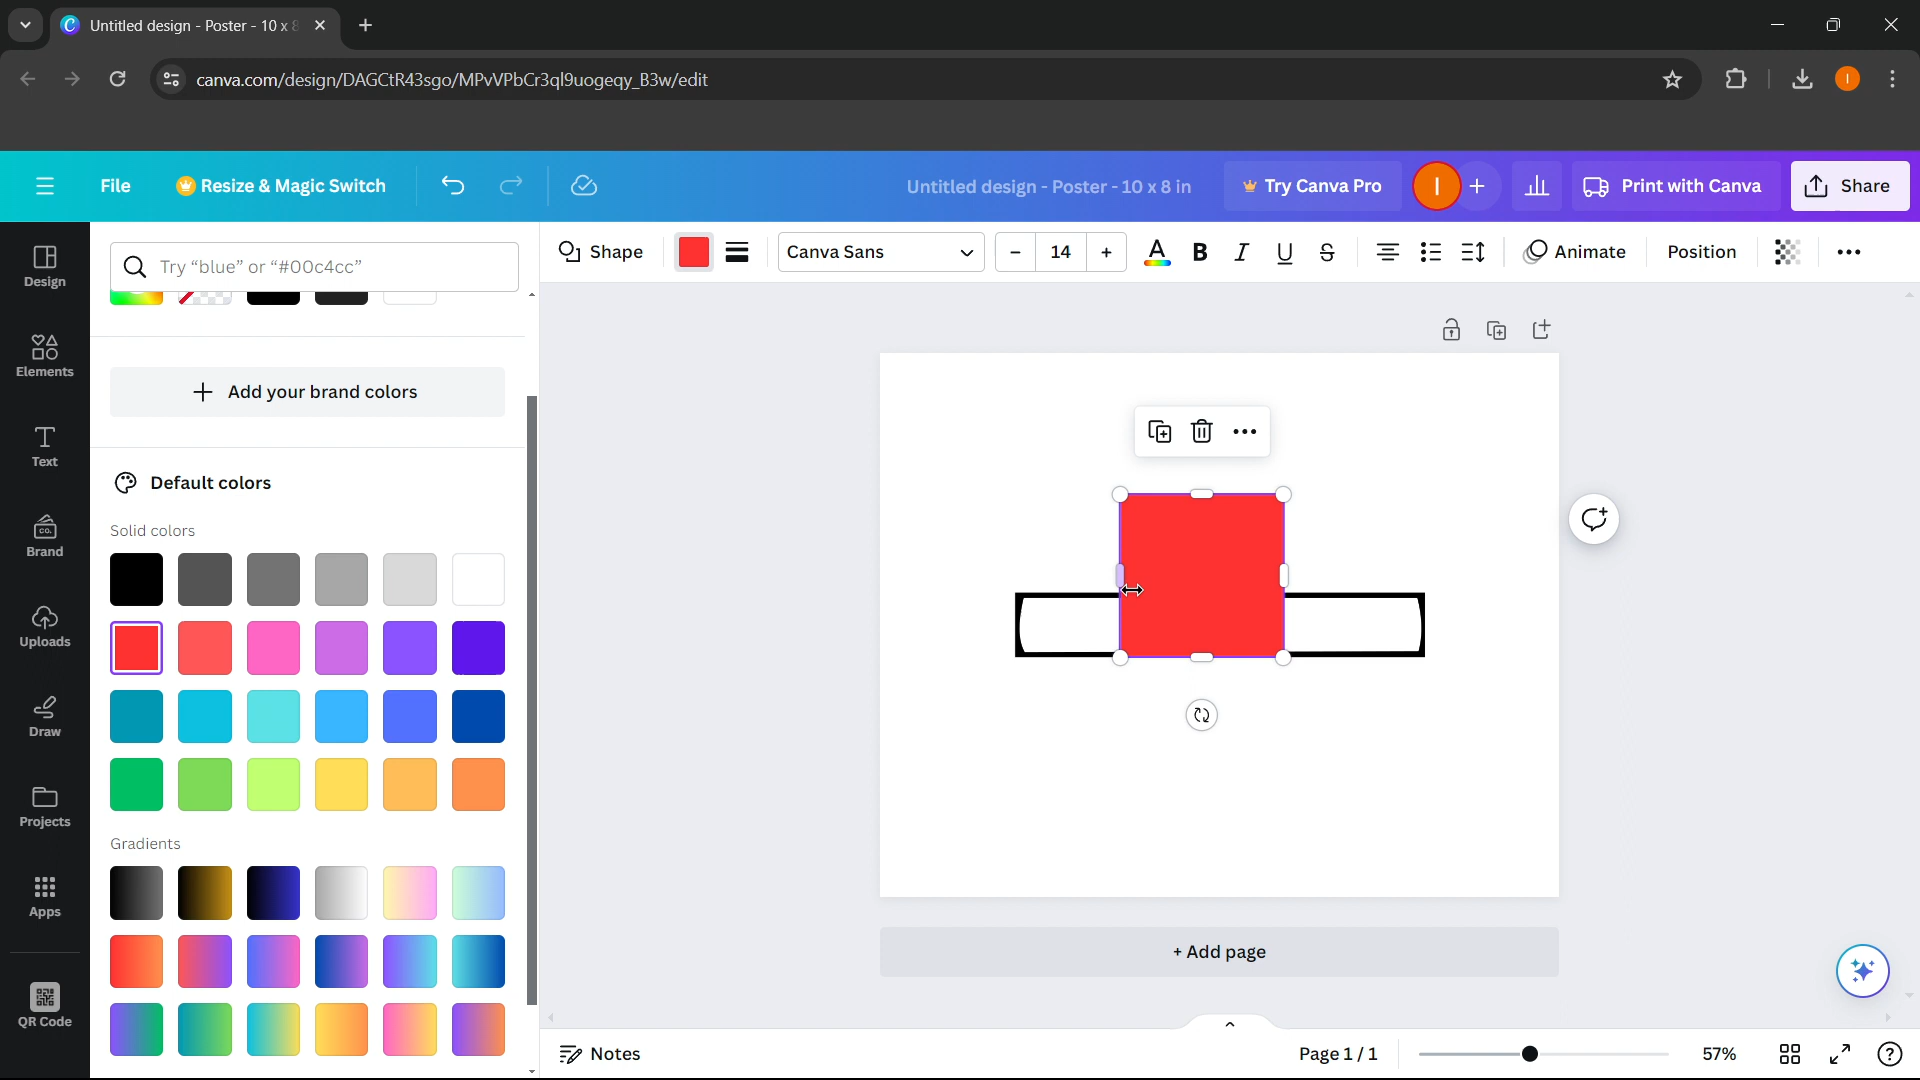 Untitled design - Poster - 10 x 8
canva.com/design/DAGCtR43sgo/MPvVPbCr3ql9uogeqy_B3w/edit
File
Resize & Magic Switch
Untitled design - Poster - 10 x 8 in
Try Canva Pro
I
Print with Canva
Share
Try “blue” or “#00c4cc”
Shape
Canva Sans
14
Animate
Position
Design
Elements
Text
Brand
Uploads
Draw
Projects
Apps
QR Code
Add your brand colors
Default colors
Solid colors
Gradients
+ Add page
Notes
Page 1 / 1
57%